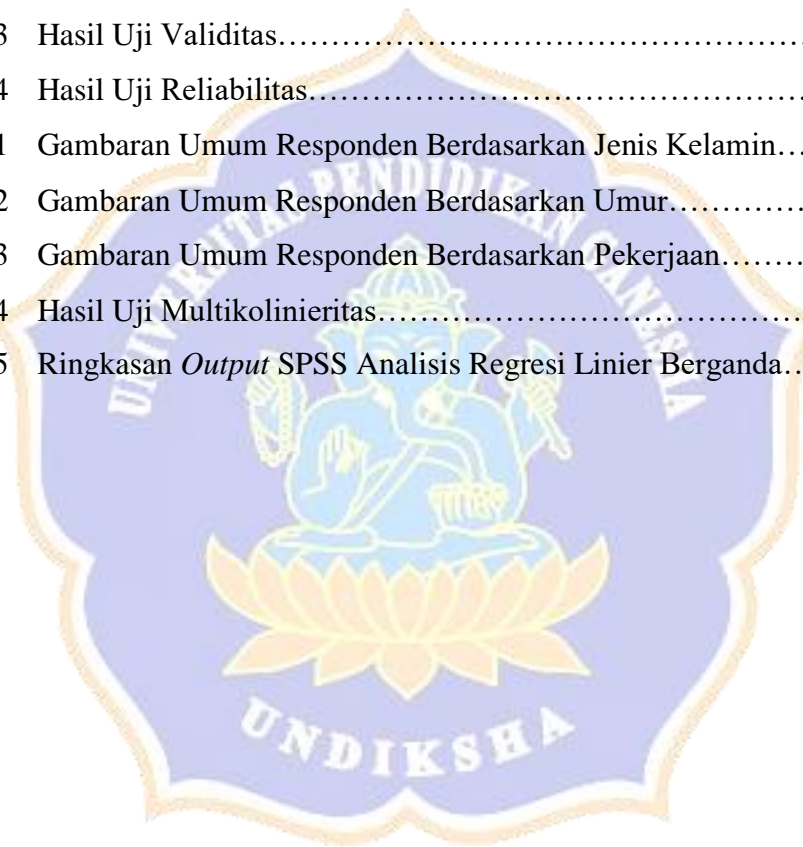 3 Hasil Uji Validitas…………………………………………
4 Hasil Uji Reliabilitas………………………………………
1 Gambaran Umum Responden Berdasarkan Jenis Kelamin…
2 Gambaran Umum Responden Berdasarkan Umur…………
3 Gambaran Umum Responden Berdasarkan Pekerjaan………
4 Hasil Uji Multikolinieritas…………………………………
5 Ringkasan Output SPSS Analisis Regresi Linier Berganda…
UNIVERSITAS PENDIDIKAN GANESHA
UNDIKSHA